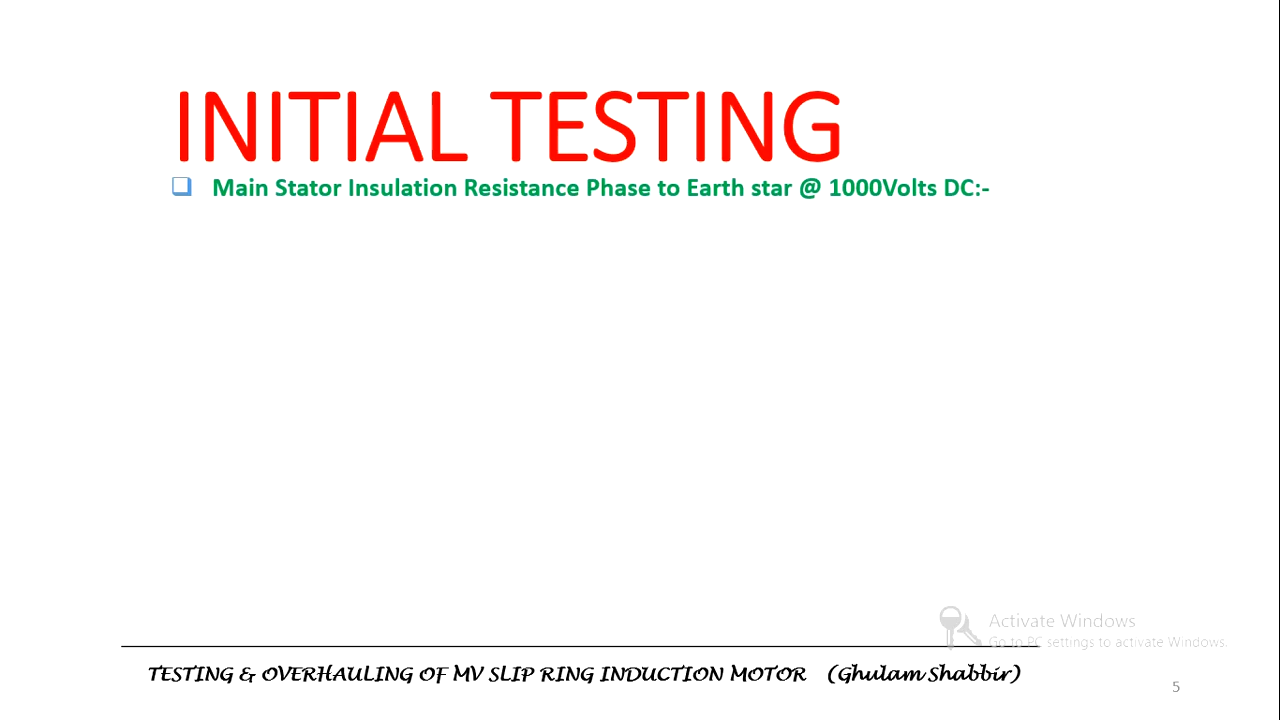 INITIAL TESTING
Main Stator Insulation Resistance Phase to Earth star @ 1000Volts DC:-
Activate Windows
Go to PC settings to activate Windows.
TESTING & OVERHAULING OF MV SLIP RING INDUCTION MOTOR (Ghulam Shabbir)
5